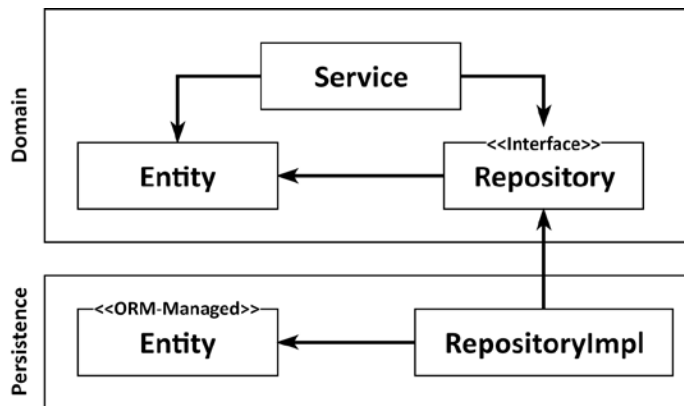 Domain
Service
Entity
<<Interface>>
Repository
Persistence
<<ORM-Managed>>
Entity
RepositoryImpl